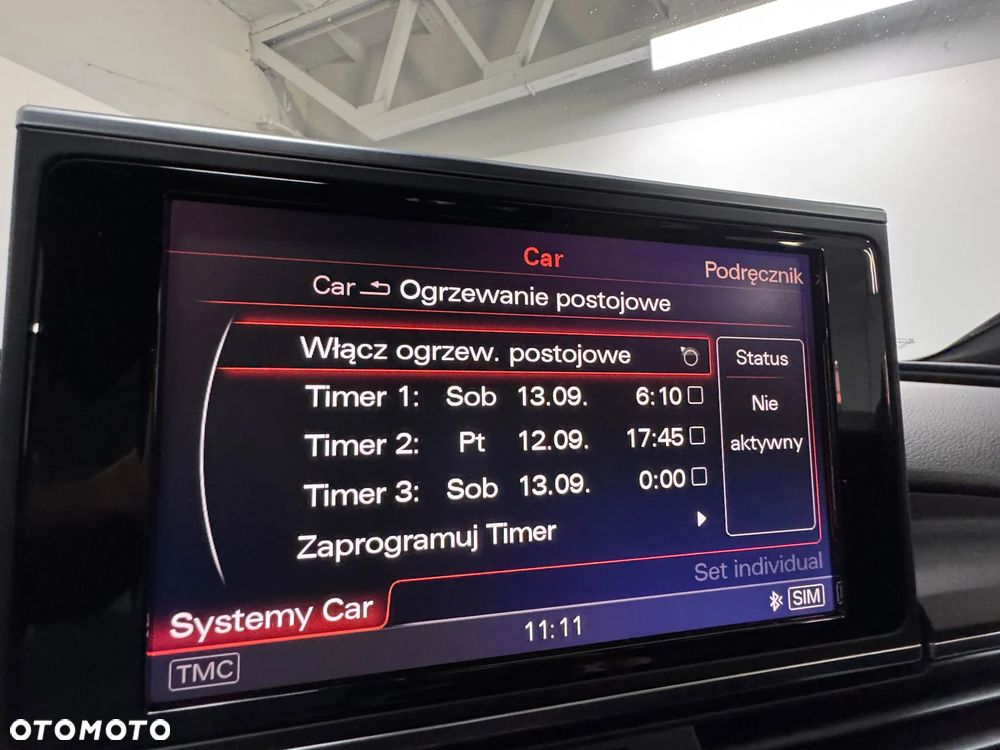 Car
Podręcznik
Car Ogrzewanie postojowe
Włącz ogrzew. postojowe
Timer 1: Sob 13.09. 6:10
Timer 2: Pt 12.09. 17:45
Timer 3: Sob 13.09. 0:00
Zaprogramuj Timer
Status
Nie
aktywny
Set individual
Systemy Car
11:11
SIM
TMC
OTOMOTO